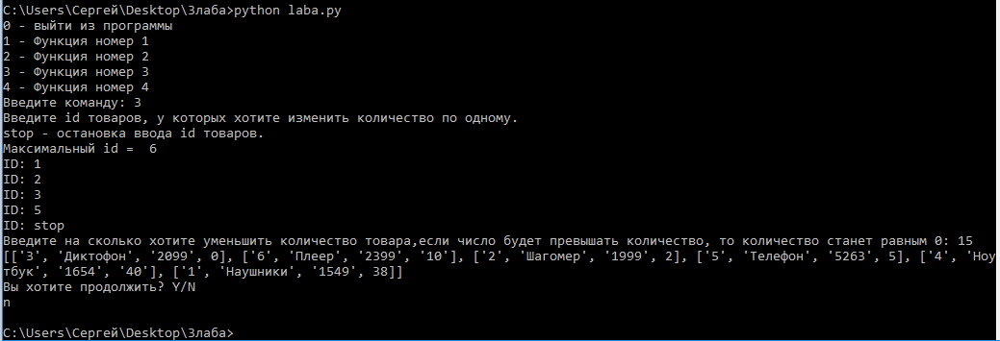 C:\Users\Сергей\Desktop\3лаба>python laba.py
0 - выйти из программы
1 - Функция номер 1
2 - Функция номер 2
3 - Функция номер 3
4 - Функция номер 4
Введите команду: 3
Введите id товаров, у которых хотите изменить количество по одному.
stop - остановка ввода id товаров.
Максимальный id =  6
ID: 1
ID: 2
ID: 3
ID: 5
ID: stop
Введите на сколько хотите уменьшить количество товара,если число будет превышать количество, то количество станет равным 0: 15
[['3', 'Диктофон', '2099', 0], ['6', 'Плеер', '2399', '10'], ['2', 'Шагомер', '1999', 2], ['5', 'Телефон', '5263', 5], ['4', 'Ноу
тбук', '1654', '40'], ['1', 'Наушники', '1549', 38]]
Вы хотите продолжить? Y/N
n
C:\Users\Сергей\Desktop\3лаба>